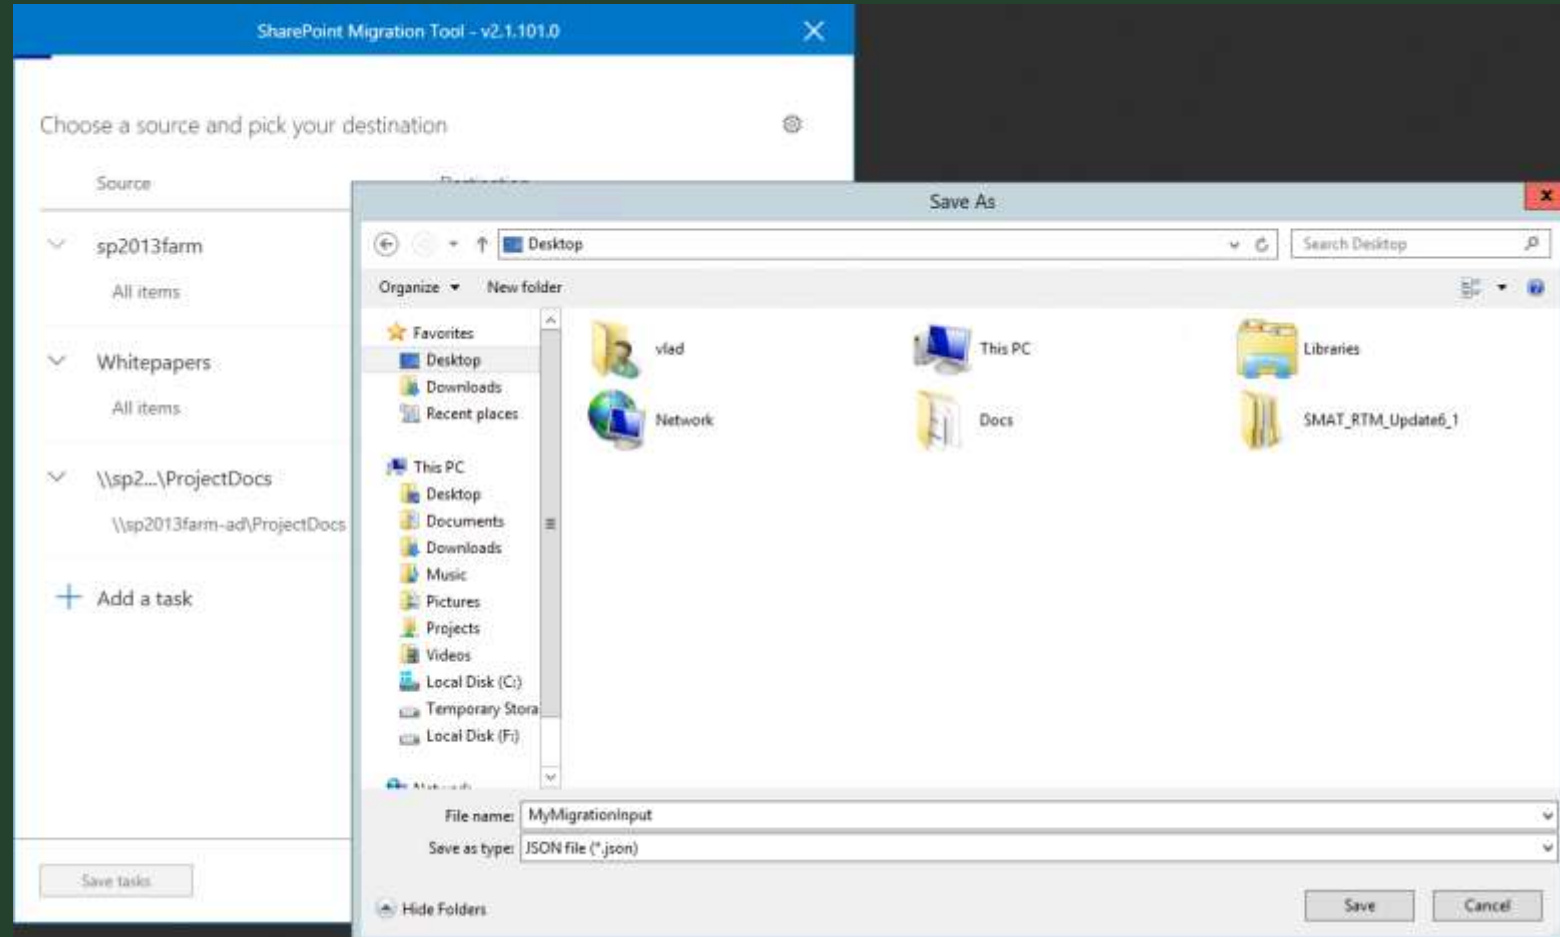 SharePoint Migration Tool - v2.1.101.0
Choose a source and pick your destination
Source
Destination
sp2013farm
All items
Whitepapers
All items
\\sp2...\ProjectDocs
\\sp2013farm-ad\ProjectDocs
Add a task
Save tasks
Save As
Desktop
Search Desktop
Organize
New folder
Favorites
Desktop
Downloads
Recent places
This PC
Desktop
Documents
Downloads
Music
Pictures
Projects
Videos
Local Disk (C:)
Temporary Stora
Local Disk (F:)
Network
vlad
This PC
Libraries
Network
Docs
SMAT_RTM_Update6_1
File name: MyMigrationInput
Save as type: JSON file (*.json)
Hide Folders
Save
Cancel